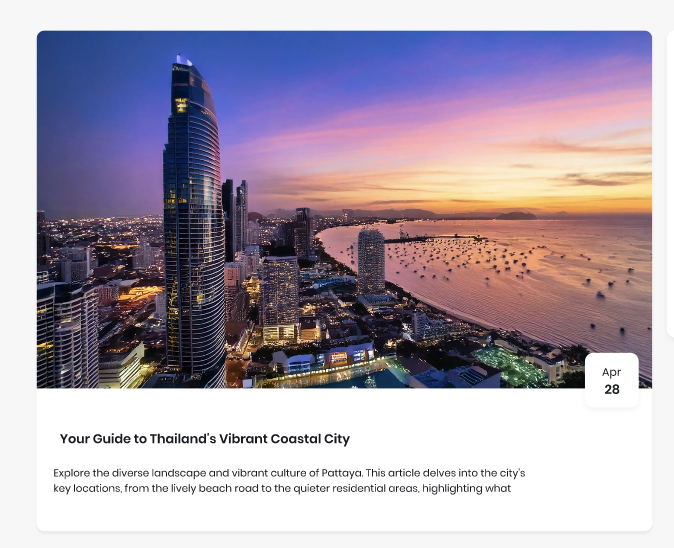 Apr
28
Your Guide to Thailand's Vibrant Coastal City
Explore the diverse landscape and vibrant culture of Pattaya. This article delves into the city's
key locations, from the lively beach road to the quieter residential areas, highlighting what